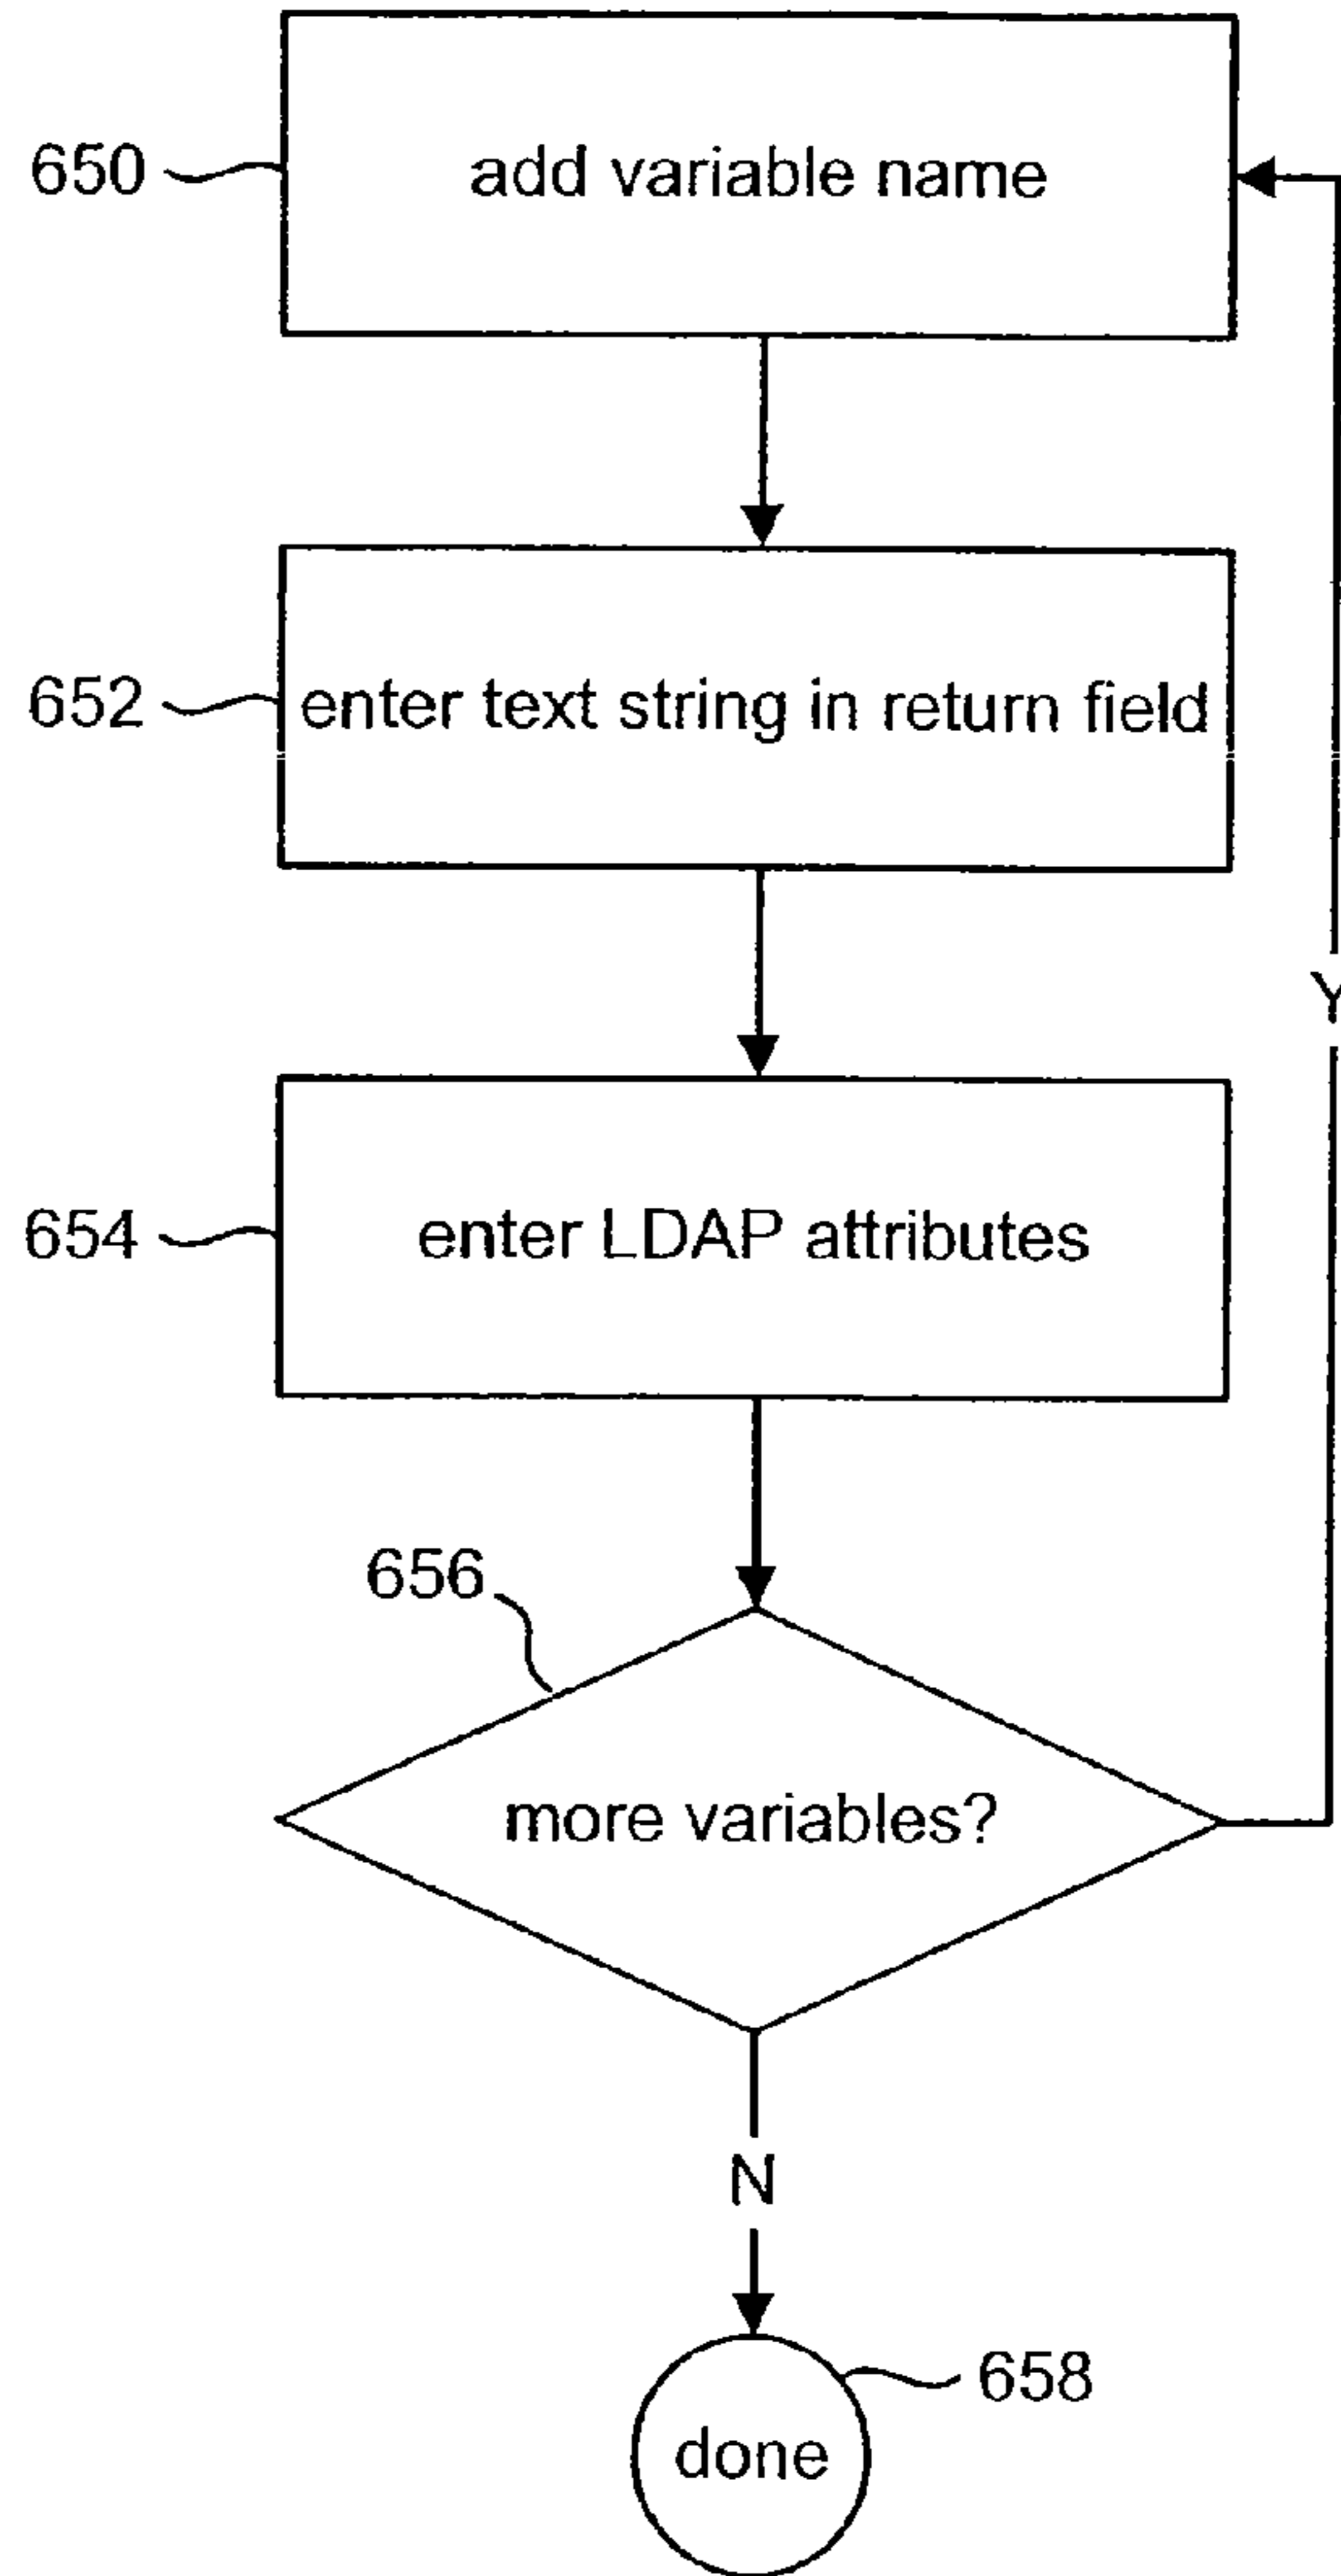 650
add variable name
652
enter text string in return field
Y
654
enter LDAP attributes
656
more variables?
N
658
done